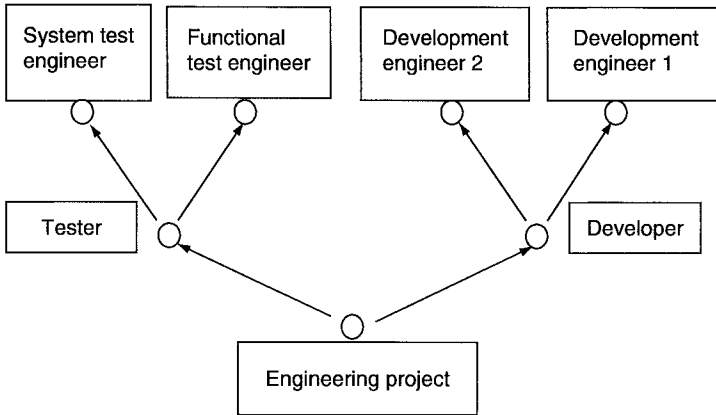 System test
engineer
Functional
test engineer
Development
engineer 2
Development
engineer 1
Tester
Developer
Engineering project